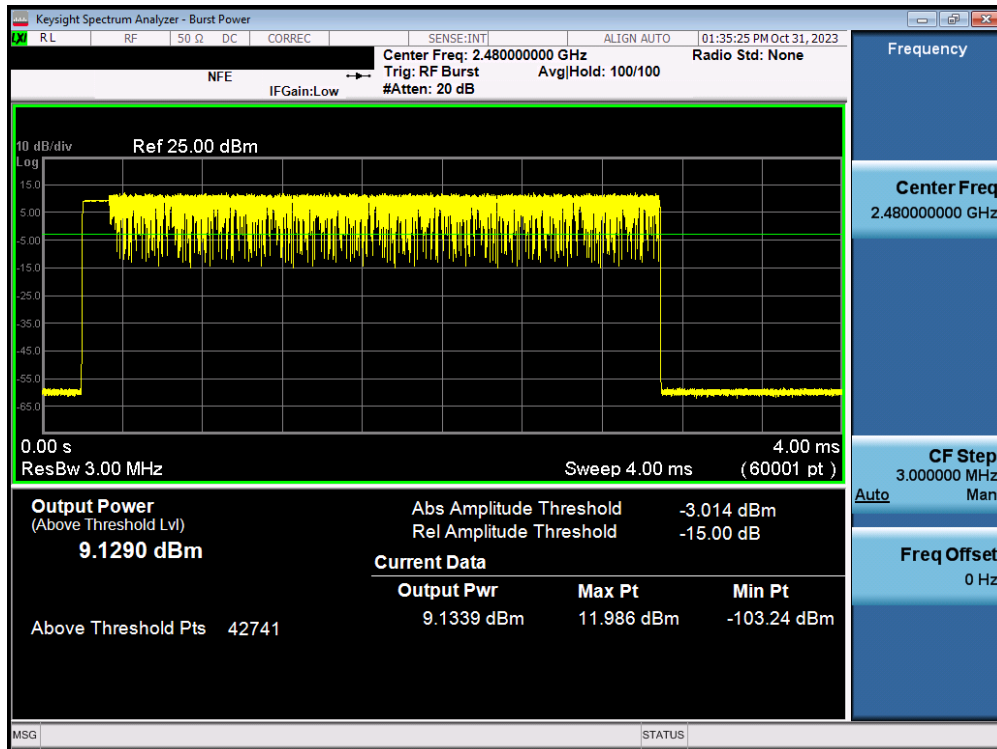 Keysight Spectrum Analyzer - Burst Power
LXI RL RF 50 Ω DC CORREC SENSE:INT ALIGN AUTO 01:35:25 PM Oct 31, 2023
Center Freq: 2.480000000 GHz Radio Std: None
NFE Trig: RF Burst Avg|Hold: 100/100
IFGain:Low #Atten: 20 dB
10 dB/div Ref 25.00 dBm
Log
15.0
5.00
-5.00
-15.0
-25.0
-35.0
-45.0
-55.0
-65.0
0.00 s 4.00 ms
ResBw 3.00 MHz Sweep 4.00 ms (60001 pt)
Output Power
(Above Threshold Lvl)
9.1290 dBm
Above Threshold Pts 42741
Abs Amplitude Threshold -3.014 dBm
Rel Amplitude Threshold -15.00 dB
Current Data
Output Pwr Max Pt Min Pt
9.1339 dBm 11.986 dBm -103.24 dBm
Frequency
Center Freq
2.480000000 GHz
CF Step
3.000000 MHz
Auto Man
Freq Offset
0 Hz
MSG STATUS